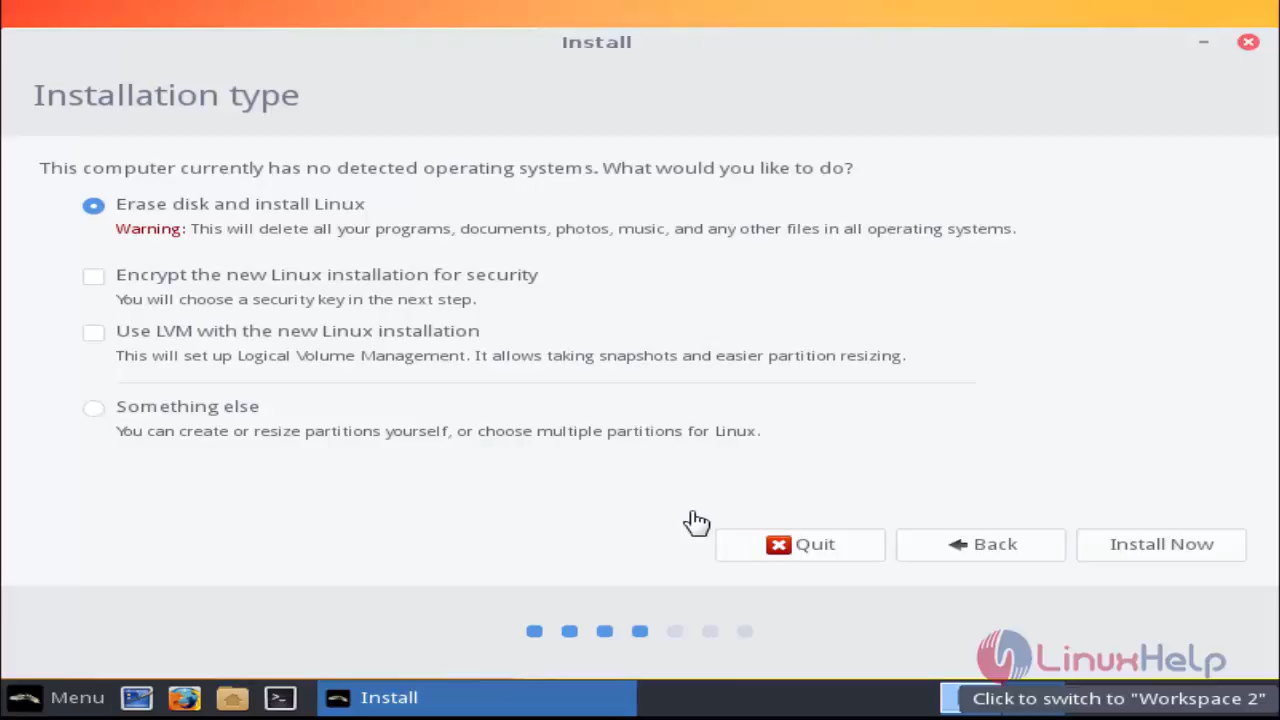 Install
Installation type
This computer currently has no detected operating systems. What would you like to do?
Erase disk and install Linux
Warning: This will delete all your programs, documents, photos, music, and any other files in all operating systems.
Encrypt the new Linux installation for security
You will choose a security key in the next step.
Use LVM with the new Linux installation
This will set up Logical Volume Management. It allows taking snapshots and easier partition resizing.
Something else
You can create or resize partitions yourself, or choose multiple partitions for Linux.
Quit
Back
Install Now
LinuxHelp
Menu
Install
Click to switch to "Workspace 2"